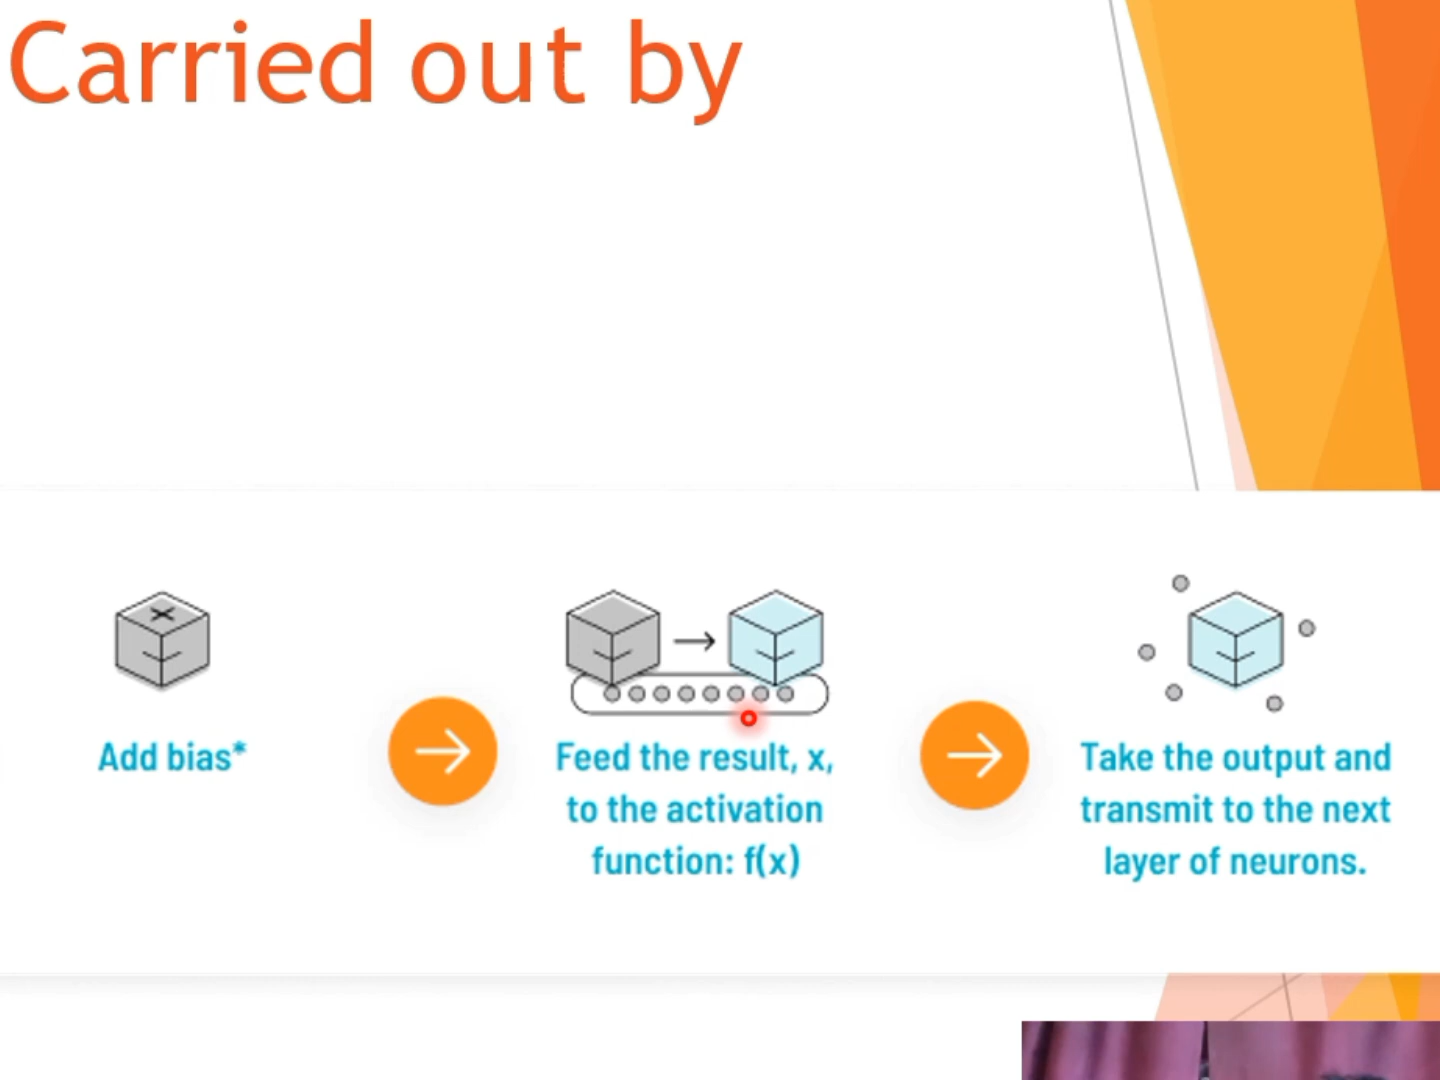 Carried out by
Add bias*
Feed the result, x,
to the activation
function: f(x)
Take the output and
transmit to the next
layer of neurons.